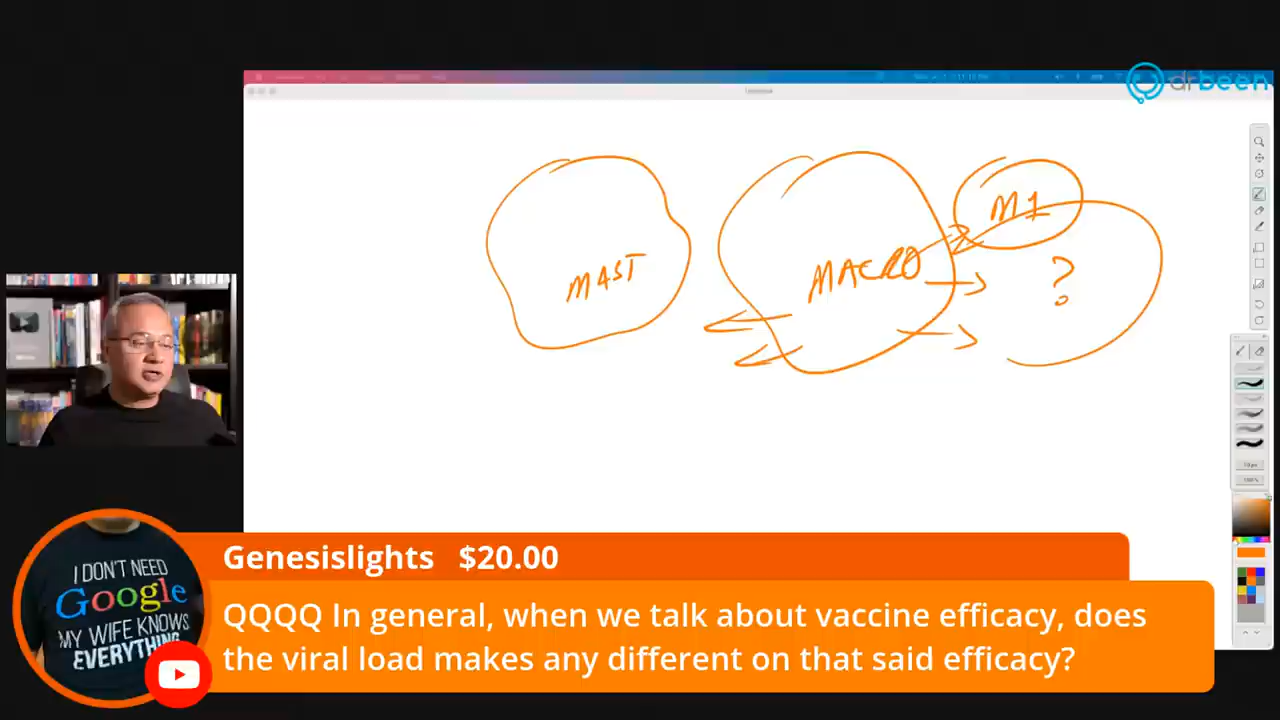 drbeen
M1
MAST
MACRO
?
I DON'T NEED
Google
MY WIFE KNOWS
EVERYTHING
Genesislights $20.00
QQQQ In general, when we talk about vaccine efficacy, does
the viral load makes any different on that said efficacy?